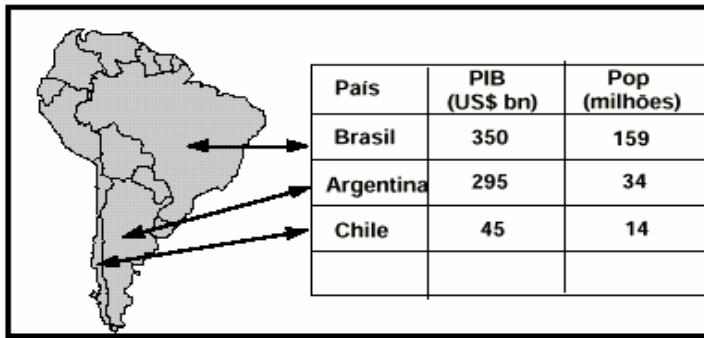 País PIB (US$ bn) Pop (milhões)
Brasil 350 159
Argentina 295 34
Chile 45 14